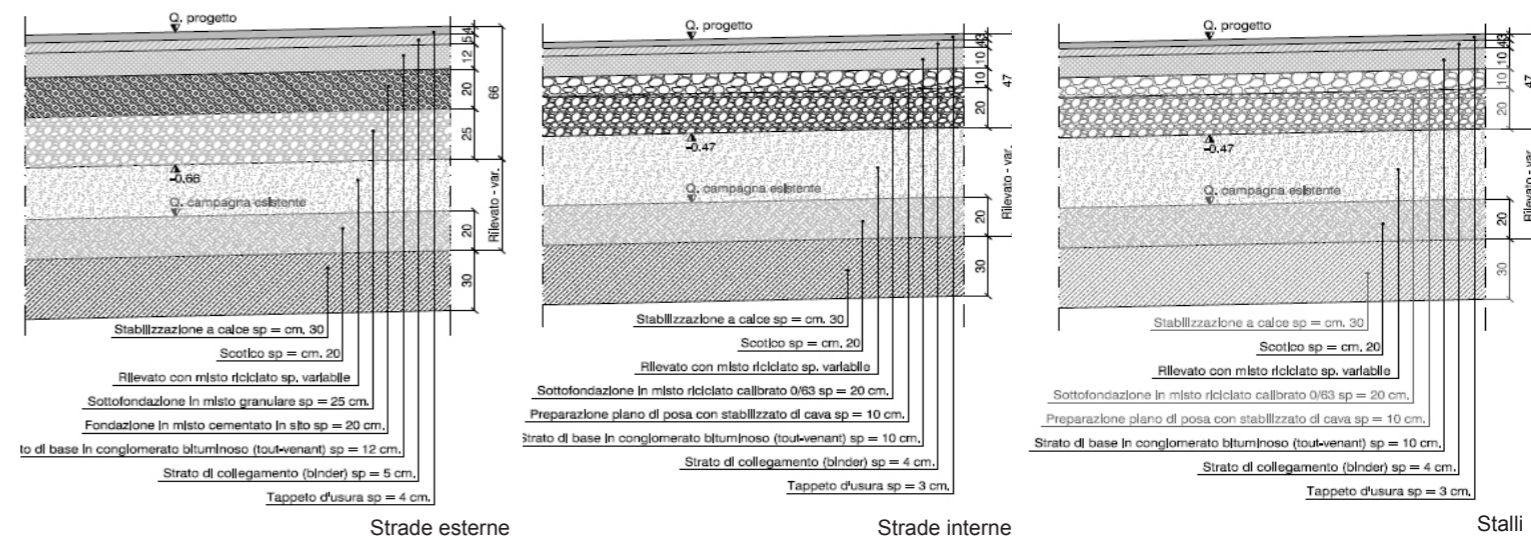 Q. progetto
4
5
12
20
66
25
-0.66
Q. campagna esistente
Rilevato - var.
20
30
Stabilizzazione a calce sp = cm. 30
Scotico sp = cm. 20
Rilevato con misto riciclato sp. variabile
Sottofondazione in misto granulare sp = 25 cm.
Fondazione in misto cementato in sito sp = 20 cm.
to di base in conglomerato bituminoso (tout-venant) sp = 12 cm.
Strato di collegamento (binder) sp = 5 cm.
Tappeto d'usura sp = 4 cm.
Strade esterne
Q. progetto
3
4
10
10
47
20
-0.47
Q. campagna esistente
Rilevato - var.
20
30
Stabilizzazione a calce sp = cm. 30
Scotico sp = cm. 20
Rilevato con misto riciclato sp. variabile
Sottofondazione in misto riciclato calibrato 0/63 sp = 20 cm.
Preparazione piano di posa con stabilizzato di cava sp = 10 cm.
Strato di base in conglomerato bituminoso (tout-venant) sp = 10 cm.
Strato di collegamento (binder) sp = 4 cm.
Tappeto d'usura sp = 3 cm.
Strade interne
Q. progetto
3
4
10
10
47
20
-0.47
Q. campagna esistente
Rilevato - var.
20
30
Stabilizzazione a calce sp = cm. 30
Scotico sp = cm. 20
Rilevato con misto riciclato sp. variabile
Sottofondazione in misto riciclato calibrato 0/63 sp = 20 cm.
Preparazione piano di posa con stabilizzato di cava sp = 10 cm.
Strato di base in conglomerato bituminoso (tout-venant) sp = 10 cm.
Strato di collegamento (binder) sp = 4 cm.
Tappeto d'usura sp = 3 cm.
Stalli